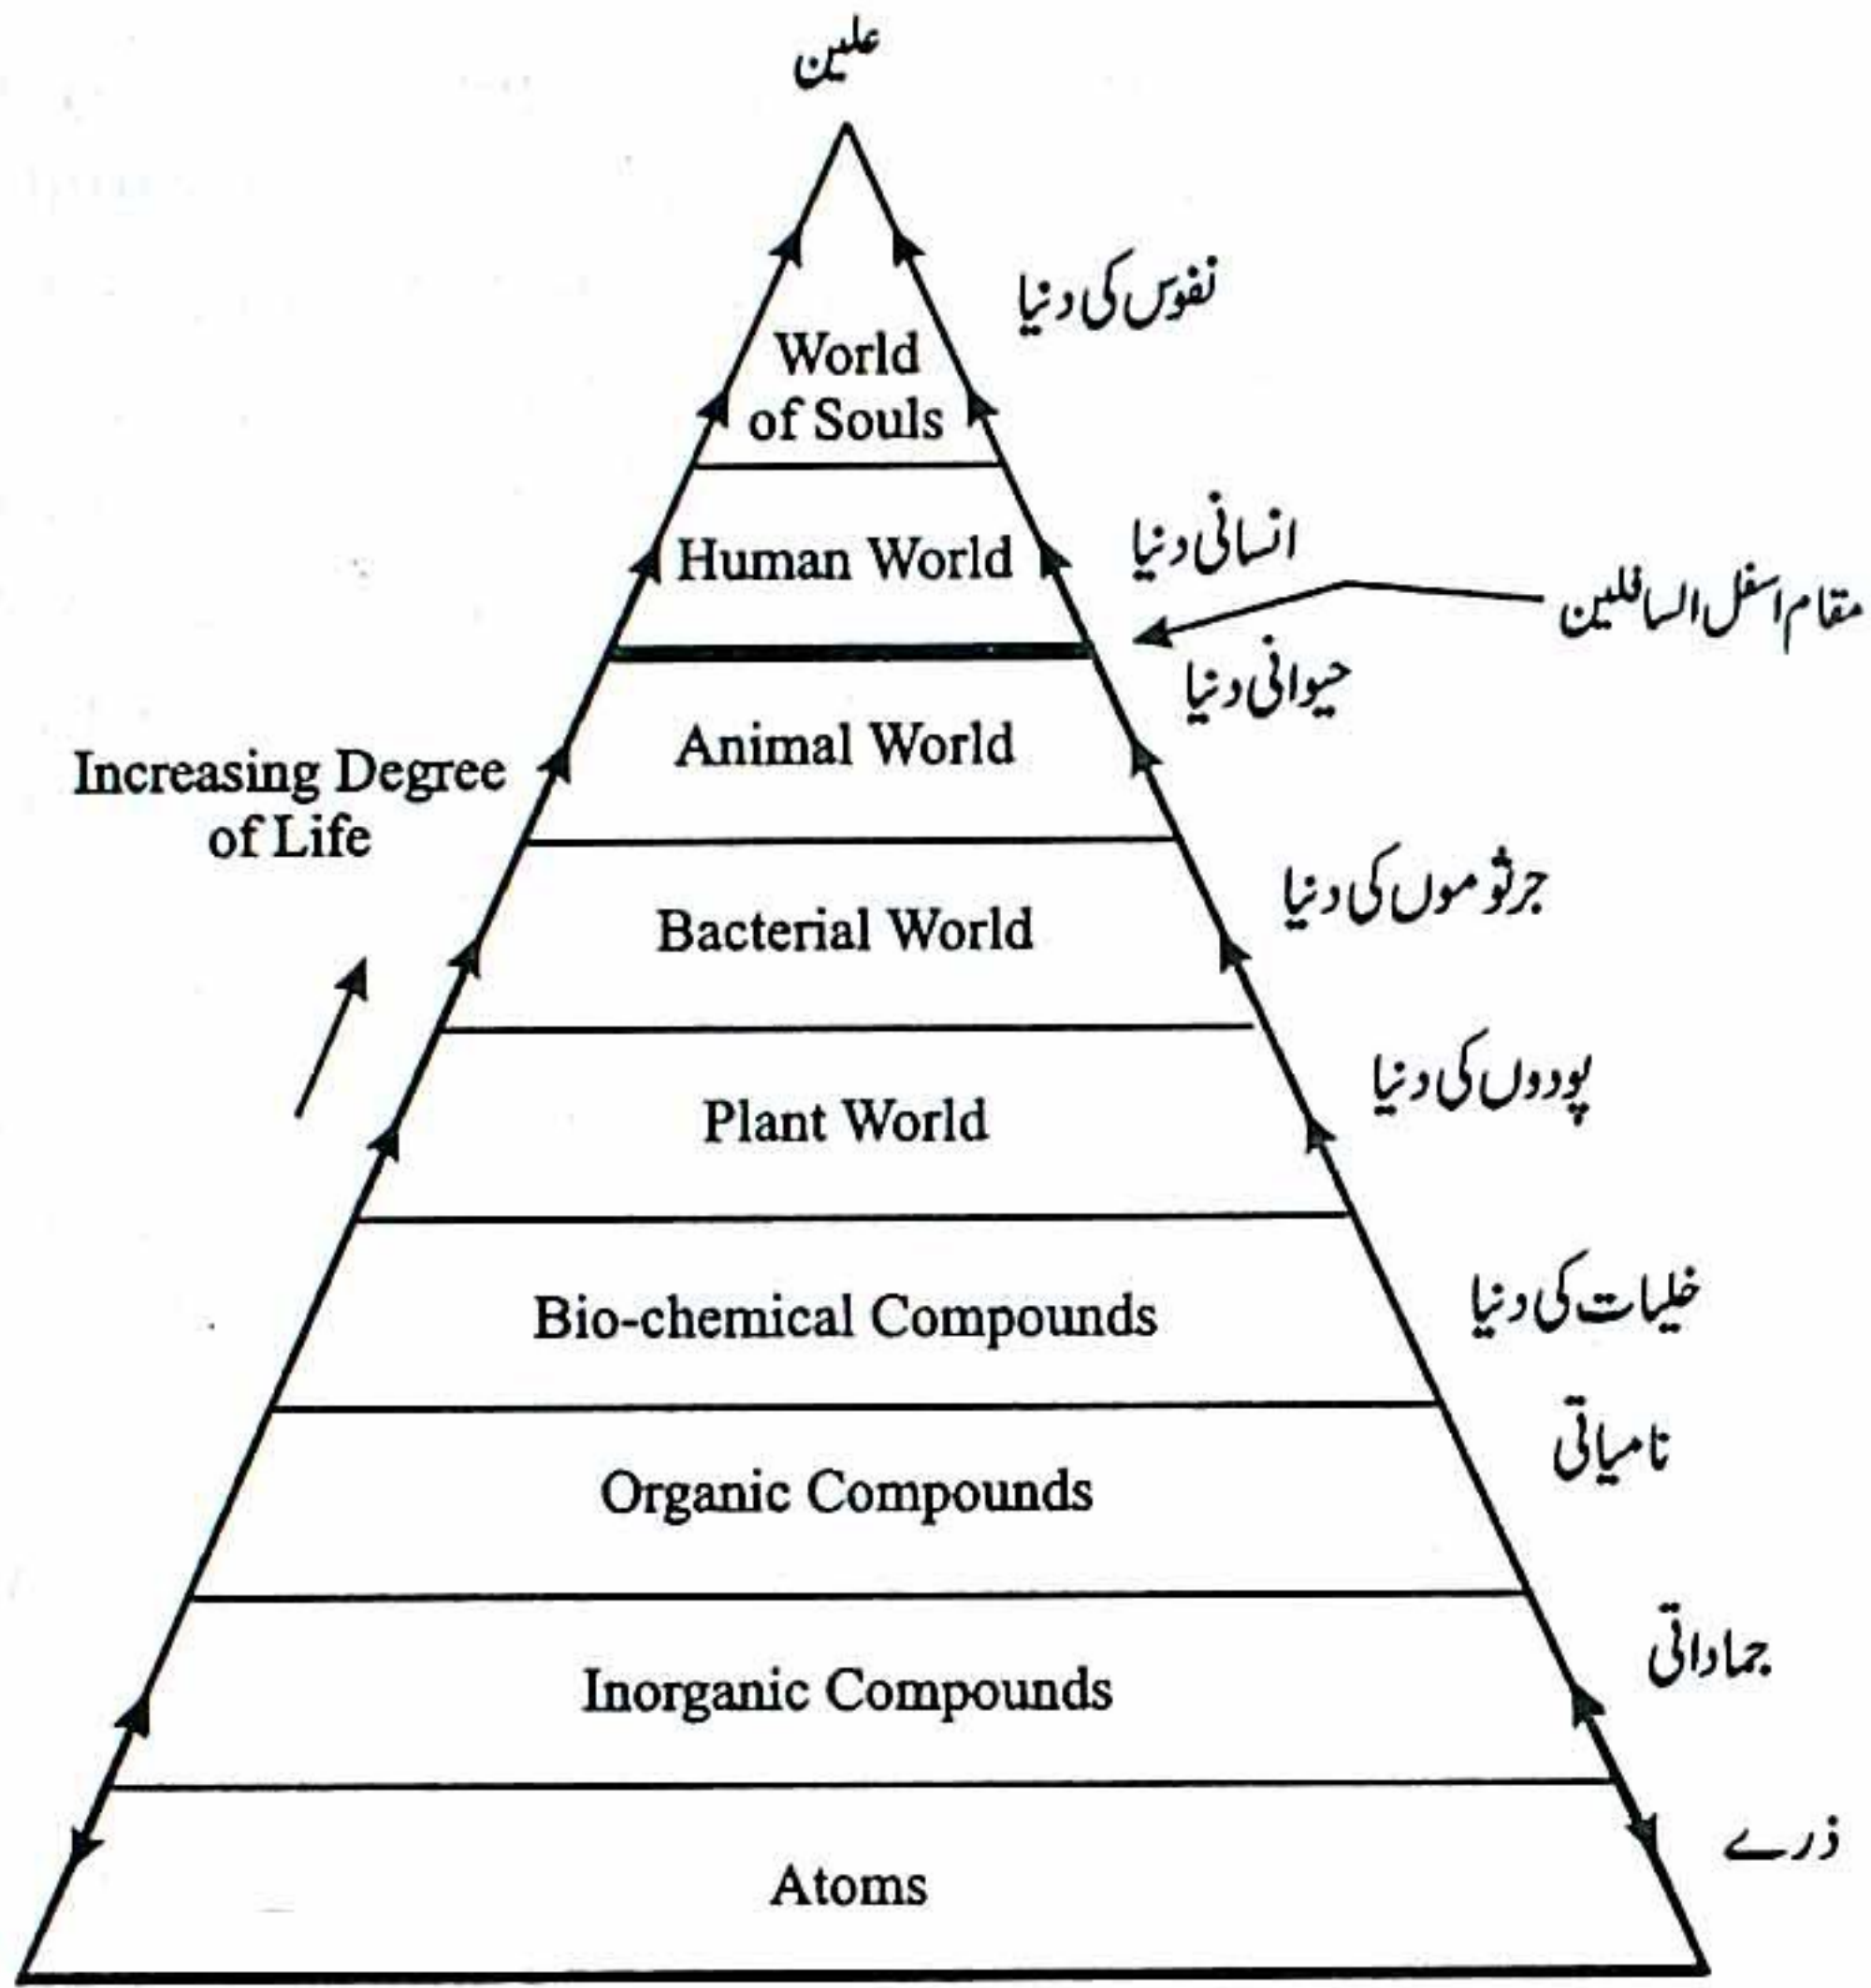 علین
نفوس کی دنیا
World
of Souls
انسانی دنیا
Human World
مقام اسفل السافلین
حیوانی دنیا
Animal World
Increasing Degree
of Life
جرثوموں کی دنیا
Bacterial World
پودوں کی دنیا
Plant World
خلیات کی دنیا
Bio-chemical Compounds
نامیاتی
Organic Compounds
جماداتی
Inorganic Compounds
ذرے
Atoms